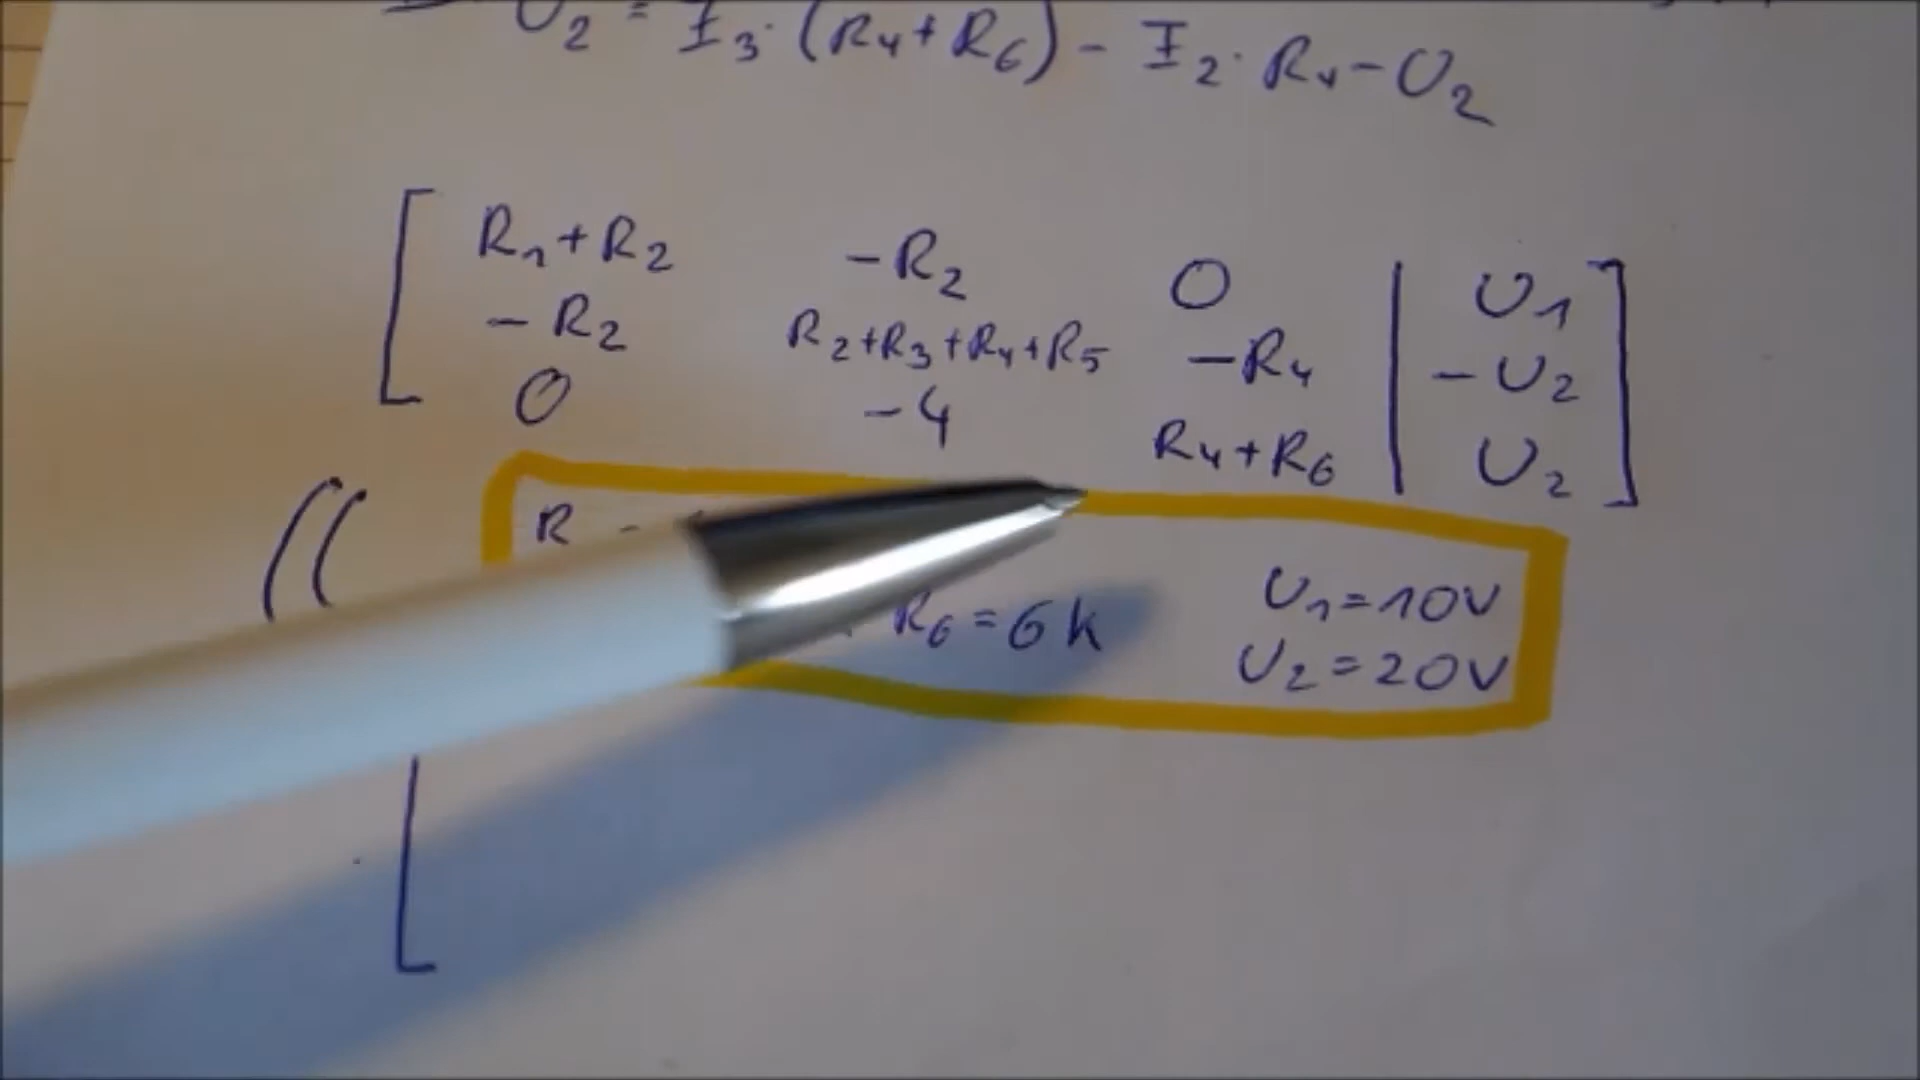 U₂ = I₃·(R₄+R₆) - I₂·R₄-U₂
R₁+R₂ -R₂ 0 U₁
-R₂ R₂+R₃+R₄+R₅ -R₄ -U₂
0 -4 R₄+R₆ U₂
R
R₆=6k U₁=10V
U₂=20V